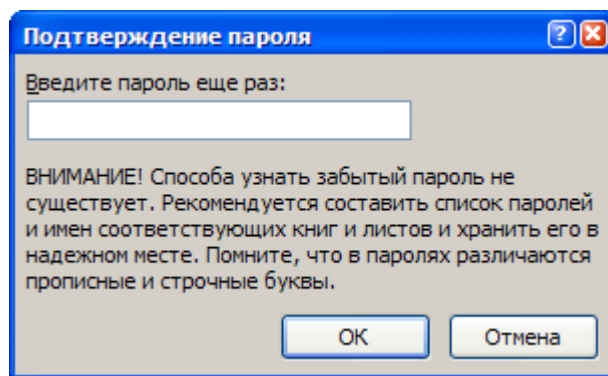 Подтверждение пароля
Введите пароль еще раз:
ВНИМАНИЕ! Способа узнать забытый пароль не
существует. Рекомендуется составить список паролей
и имен соответствующих книг и листов и хранить его в
надежном месте. Помните, что в паролях различаются
прописные и строчные буквы.
ОК
Отмена